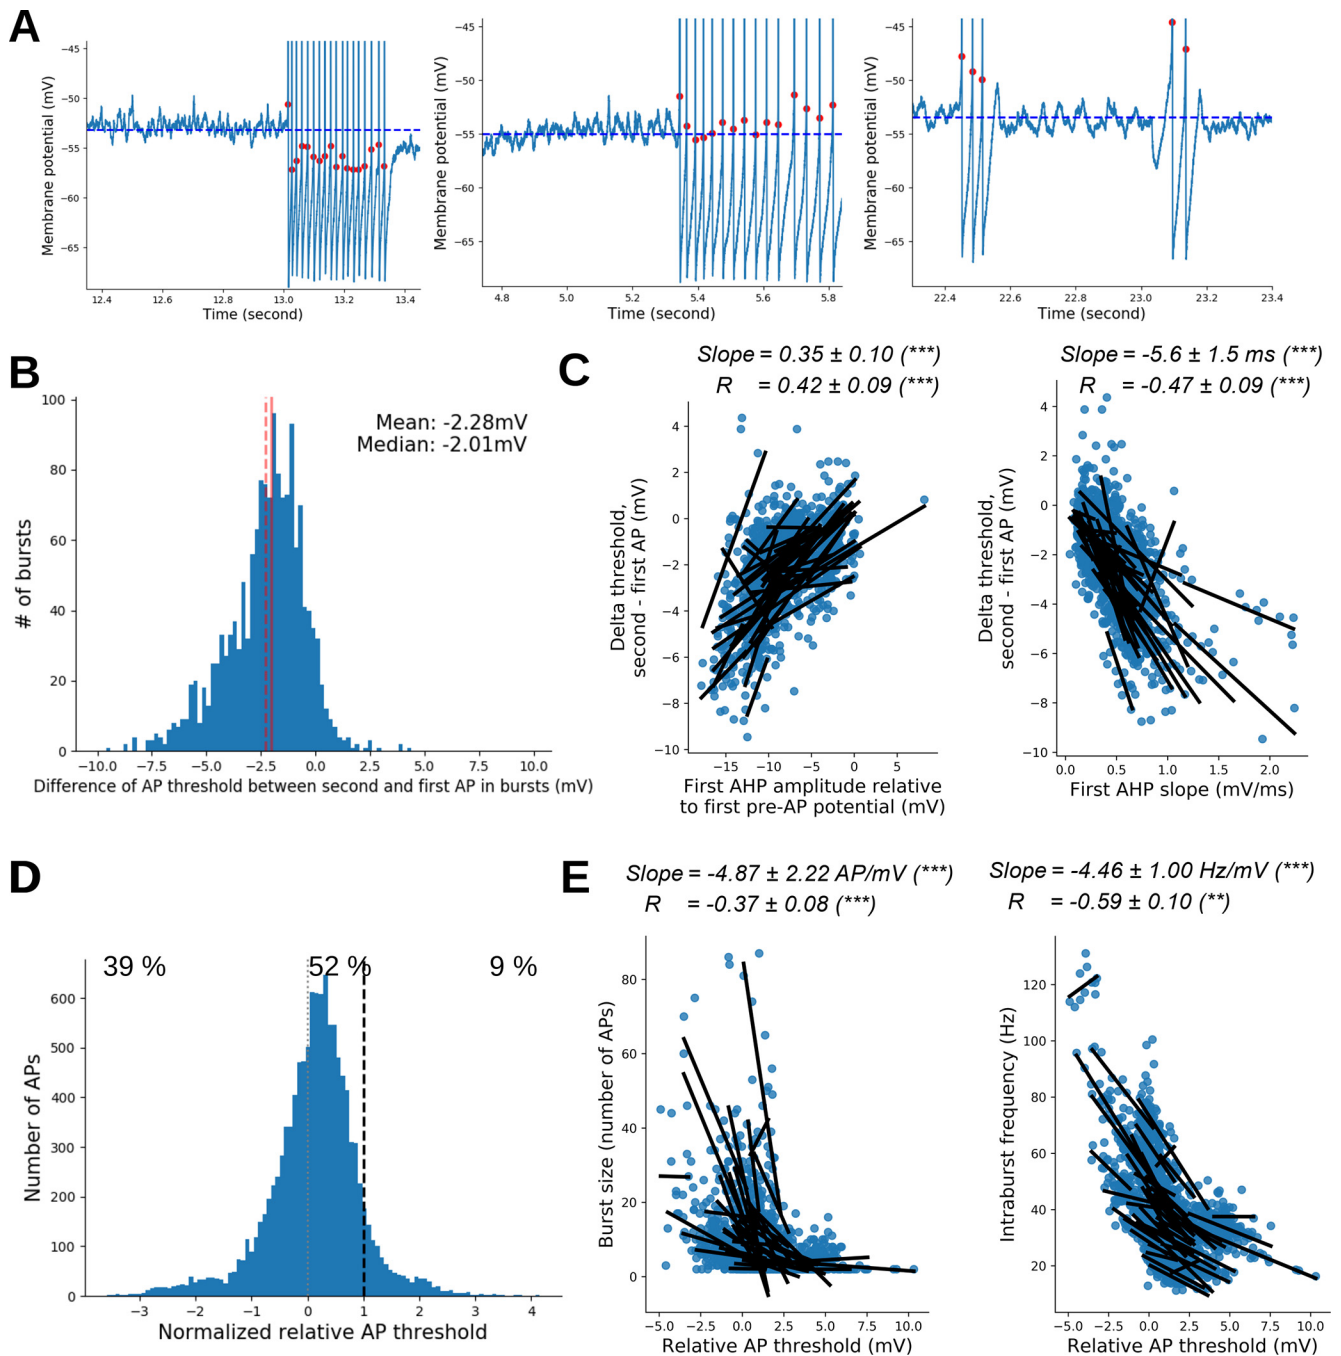 A
−45
−50
−55
−60
−65
Membrane potential (mV)
12.4 12.6 12.8 13.0 13.2 13.4
Time (second)
−45
−50
−55
−60
−65
Membrane potential (mV)
4.8 5.0 5.2 5.4 5.6 5.8
Time (second)
−45
−50
−55
−60
−65
Membrane potential (mV)
22.4 22.6 22.8 23.0 23.2 23.4
Time (second)
B
Mean: -2.28mV
Median: -2.01mV
100
80
60
40
20
0
# of bursts
−10.0 −7.5 −5.0 −2.5 0.0 2.5 5.0 7.5 10.0
Difference of AP threshold between second and first AP in bursts (mV)
C
Slope = 0.35 ± 0.10 (***)
R = 0.42 ± 0.09 (***)
4
2
0
−2
−4
−6
−8
−10
Delta threshold,
second - first AP (mV)
−15 −10 −5 0 5
First AHP amplitude relative
to first pre-AP potential (mV)
Slope = -5.6 ± 1.5 ms (***)
R = -0.47 ± 0.09 (***)
4
2
0
−2
−4
−6
−8
−10
Delta threshold,
second - first AP (mV)
0.0 0.5 1.0 1.5 2.0
First AHP slope (mV/ms)
D
39 % 52 % 9 %
600
500
400
300
200
100
0
Number of APs
−3 −2 −1 0 1 2 3 4
Normalized relative AP threshold
E
Slope = -4.87 ± 2.22 AP/mV (***)
R = -0.37 ± 0.08 (***)
80
60
40
20
0
Burst size (number of APs)
−5.0 −2.5 0.0 2.5 5.0 7.5 10.0
Relative AP threshold (mV)
Slope = -4.46 ± 1.00 Hz/mV (***)
R = -0.59 ± 0.10 (**)
120
100
80
60
40
20
Intraburst frequency (Hz)
−5.0 −2.5 0.0 2.5 5.0 7.5 10.0
Relative AP threshold (mV)